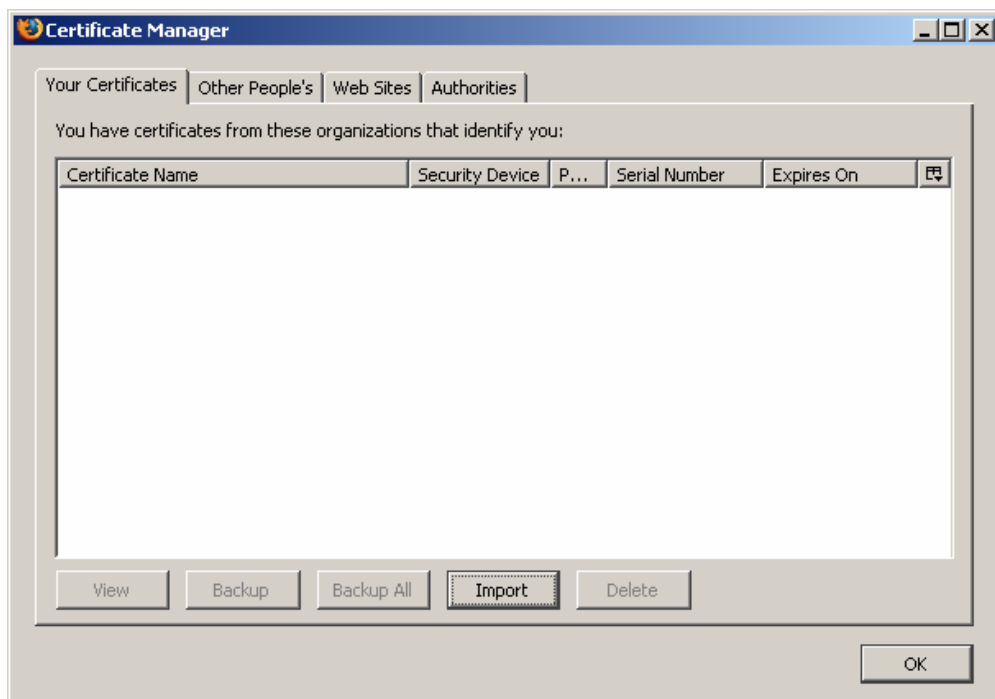 Certificate Manager
Your Certificates Other People's Web Sites Authorities
You have certificates from these organizations that identify you:
Certificate Name Security Device P... Serial Number Expires On
View Backup Backup All Import Delete
OK